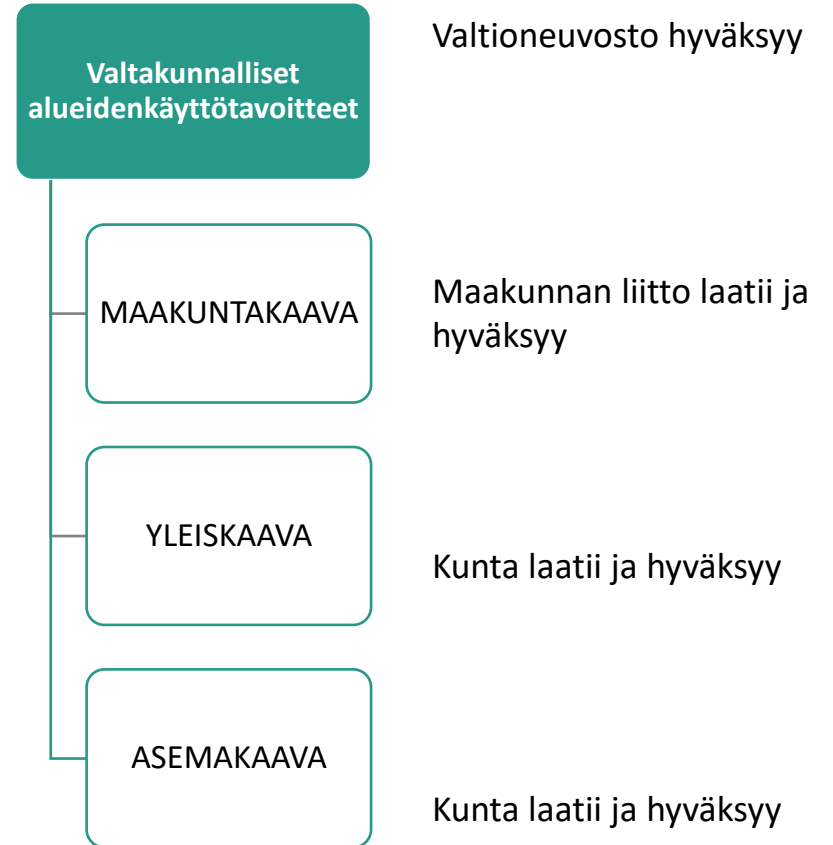 Valtioneuvosto hyväksyy
Valtakunnalliset
alueidenkäyttötavoitteet
MAAKUNTAKAAVA
Maakunnan liitto laatii ja
hyväksyy
YLEISKAAVA
Kunta laatii ja hyväksyy
ASEMAKAAVA
Kunta laatii ja hyväksyy